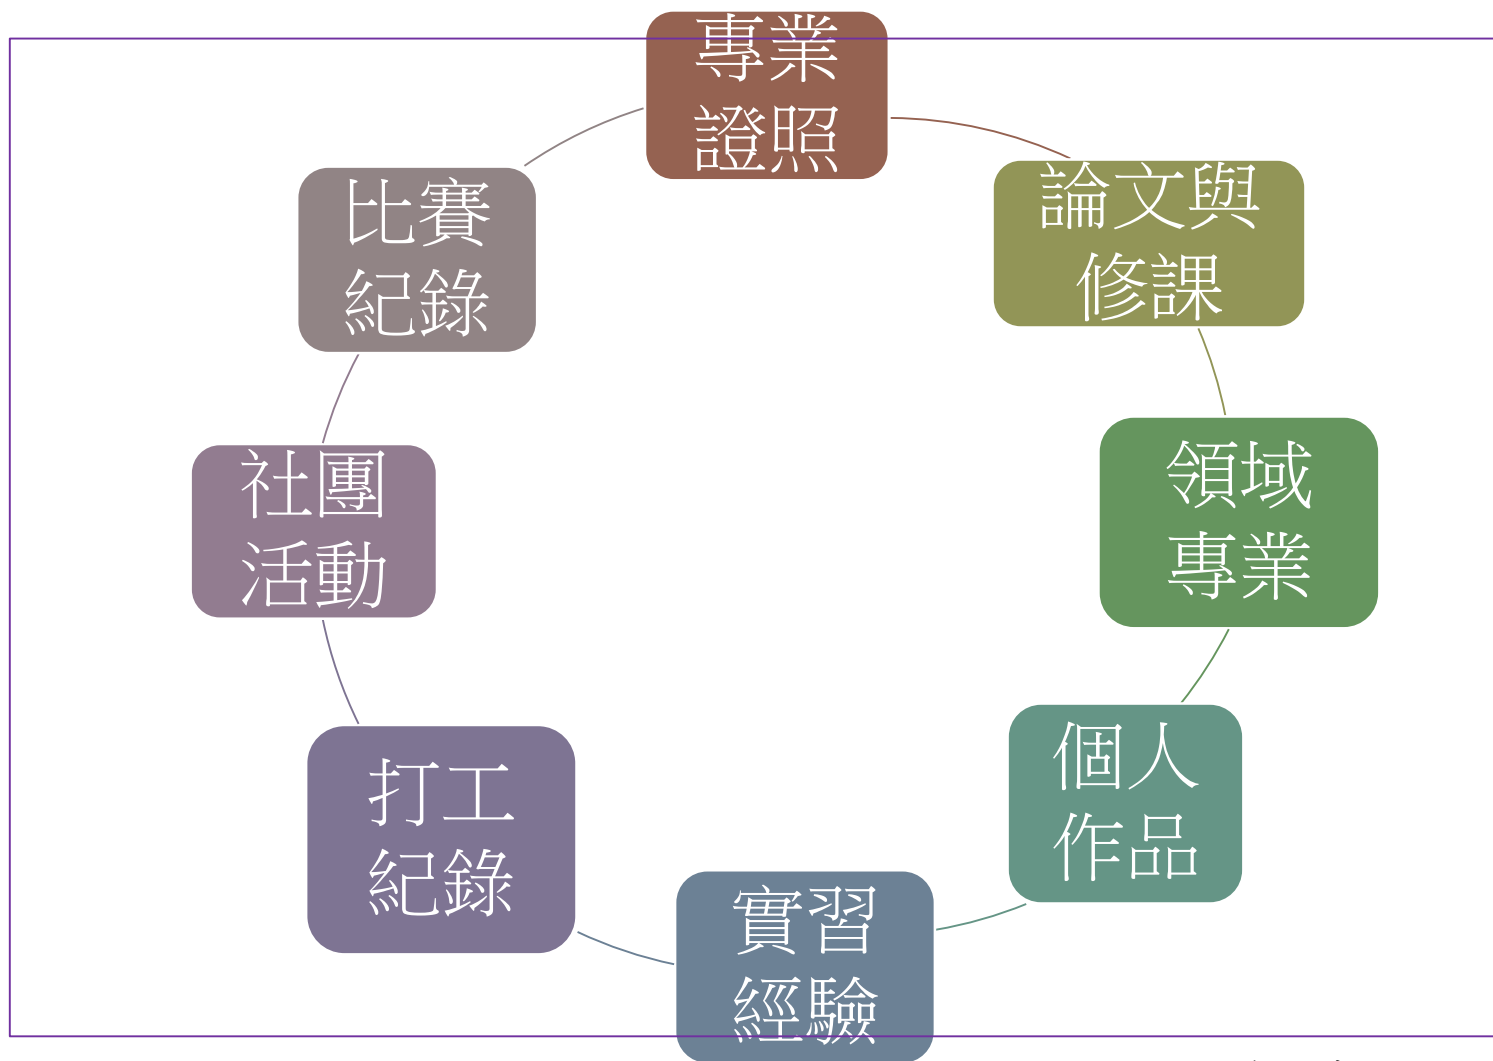 專業
證照
論文與
修課
領域
專業
個人
作品
實習
經驗
打工
紀錄
社團
活動
比賽
紀錄